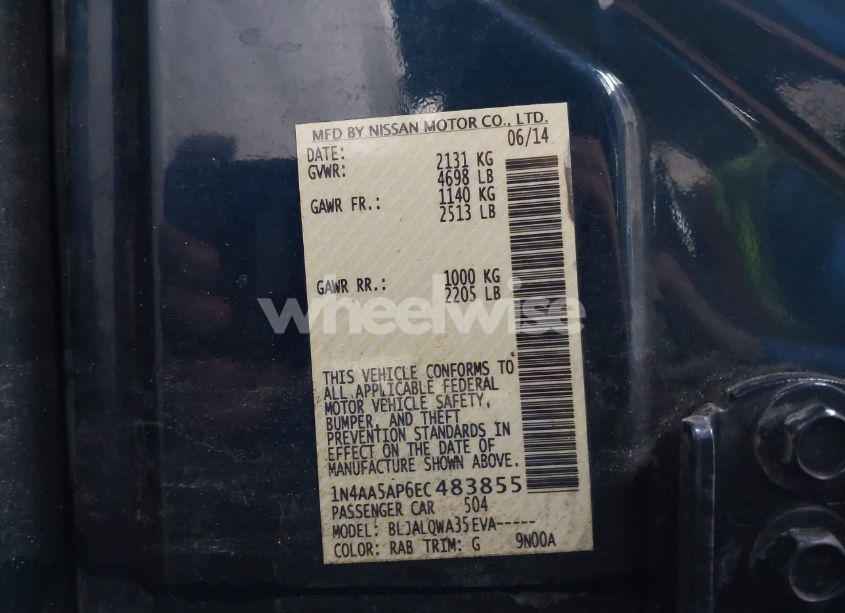 MFD BY NISSAN MOTOR CO., LTD.
DATE: 06/14
GVWR: 2131 KG
4698 LB
GAWR FR.: 1140 KG
2513 LB
GAWR RR.: 1000 KG
2205 LB
wheelwise
THIS VEHICLE CONFORMS TO
ALL APPLICABLE FEDERAL
MOTOR VEHICLE SAFETY,
BUMPER, AND THEFT
PREVENTION STANDARDS IN
EFFECT ON THE DATE OF
MANUFACTURE SHOWN ABOVE.
1N4AA5AP6EC483855
PASSENGER CAR 504
MODEL: BLJALQWA35EVA-----
COLOR: RAB TRIM: G 9N00A